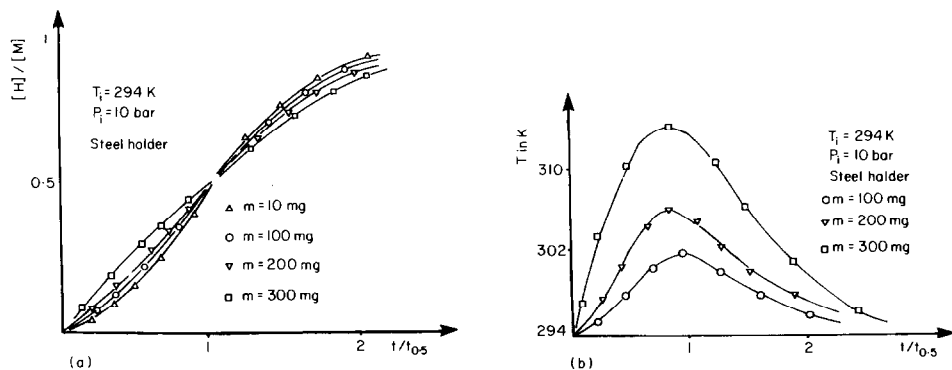 [H]/[M]
1
T_i = 294 K
P_i = 10 bar
Steel holder
0·5
m = 10 mg
m = 100 mg
m = 200 mg
m = 300 mg
1
2
t/t_0·5
(a)
T in K
310
302
294
T_i = 294 K
P_i = 10 bar
Steel holder
m = 100 mg
m = 200 mg
m = 300 mg
1
2
t/t_0·5
(b)